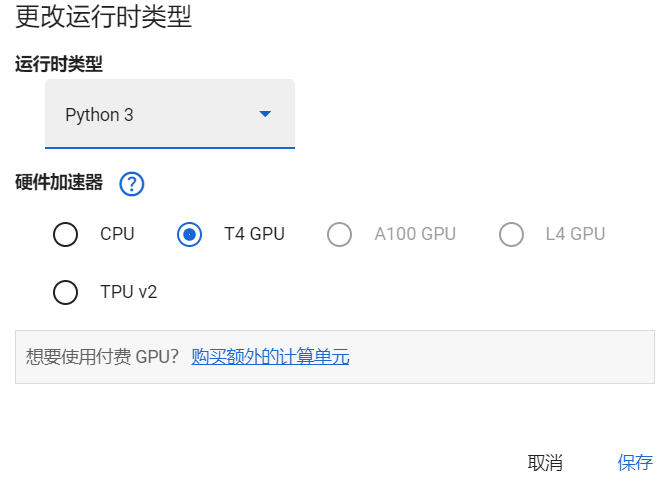 更改运行时类型
运行时类型
Python 3
硬件加速器 ?
CPU T4 GPU A100 GPU L4 GPU
TPU v2
想要使用付费 GPU？ 购买额外的计算单元
取消 保存